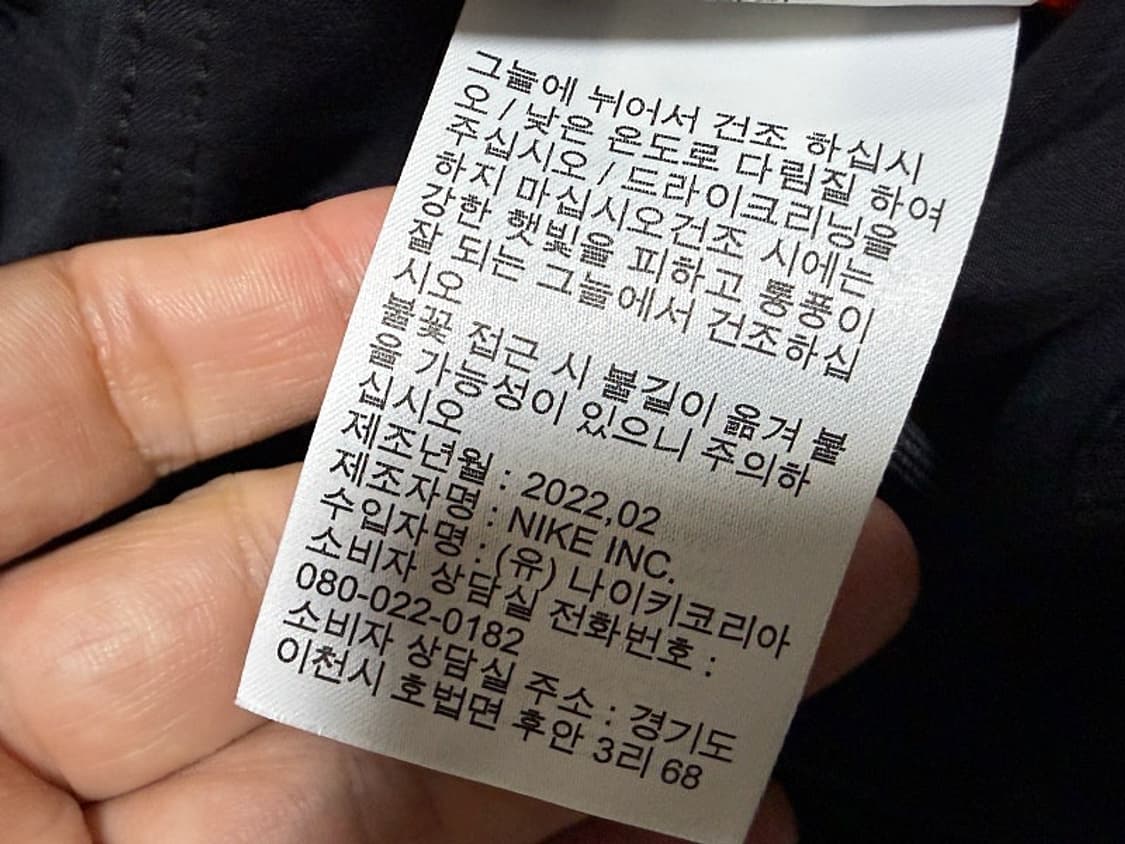 그늘에 뉘어서 건조 하십시
오 / 낮은 온도로 다림질 하여
주십시오 / 드라이크리닝을
하지 마십시오건조 시에는
강한 햇빛을 피하고 통풍이
잘 되는 그늘에서 건조하십
시오
불꽃 접근 시 불길이 옮겨 붙
을 가능성이 있으니 주의하
십시오
제조년월 : 2022,02
제조자명 : NIKE INC.
수입자명 : (유) 나이키코리아
소비자 상담실 전화번호 :
080-022-0182
소비자 상담실 주소 : 경기도
이천시 호법면 후안 3리 68